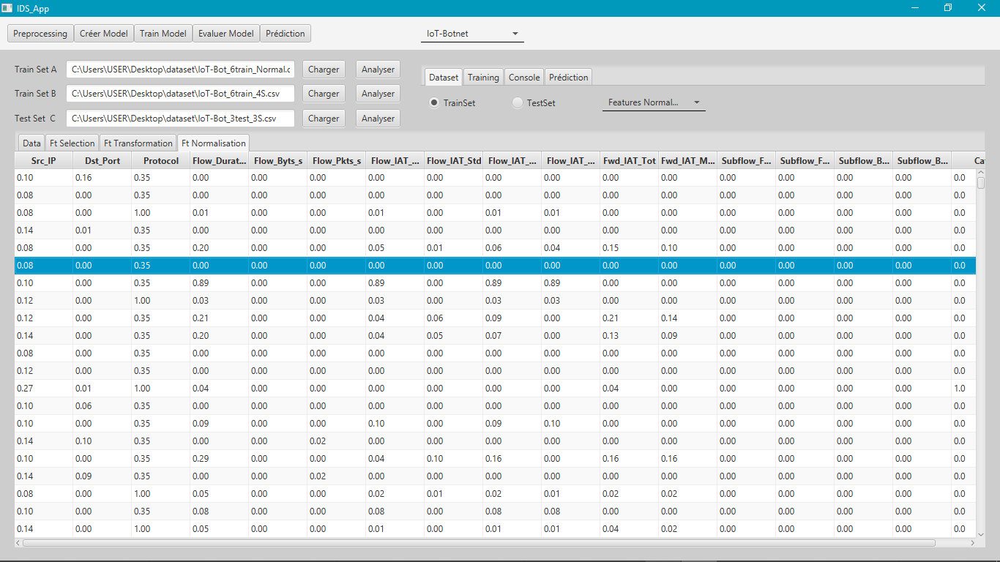 IDS_App
Preprocessing Créer Model Train Model Evaluer Model Prédiction IoT-Botnet
Train Set A C:\Users\USER\Desktop\dataset\IoT-Bot_6train_Normal.c Charger Analyser
Dataset Training Console Prédiction
Train Set B C:\Users\USER\Desktop\dataset\IoT-Bot_6train_4S.csv Charger Analyser
TrainSet TestSet Features Normal...
Test Set C C:\Users\USER\Desktop\dataset\IoT-Bot_3test_3S.csv Charger Analyser
Data Ft Selection Ft Transformation Ft Normalisation
Src_IP Dst_Port Protocol Flow_Durat... Flow_Byts_s Flow_Pkts_s Flow_IAT_... Flow_IAT_Std Flow_IAT_... Flow_IAT_... Fwd_IAT_Tot Fwd_IAT_M... Subflow_F... Subflow_F... Subflow_B... Subflow_B... Cat
0.10 0.16 0.35 0.00 0.00 0.00 0.00 0.00 0.00 0.00 0.00 0.00 0.00 0.00 0.00 0.00 0.0
0.08 0.00 0.35 0.00 0.00 0.00 0.00 0.00 0.00 0.00 0.00 0.00 0.00 0.00 0.00 0.00 0.0
0.08 0.00 1.00 0.01 0.00 0.00 0.01 0.00 0.01 0.01 0.00 0.00 0.00 0.00 0.00 0.00 0.0
0.14 0.01 0.35 0.00 0.00 0.00 0.00 0.00 0.00 0.00 0.00 0.00 0.00 0.00 0.00 0.00 0.0
0.08 0.00 0.35 0.20 0.00 0.00 0.05 0.01 0.06 0.04 0.15 0.10 0.00 0.00 0.00 0.00 0.0
0.08 0.00 0.35 0.00 0.00 0.00 0.00 0.00 0.00 0.00 0.00 0.00 0.00 0.00 0.00 0.00 0.0
0.10 0.00 0.35 0.89 0.00 0.00 0.89 0.00 0.89 0.89 0.00 0.00 0.00 0.00 0.00 0.00 0.0
0.12 0.00 1.00 0.03 0.00 0.00 0.03 0.00 0.03 0.03 0.00 0.00 0.00 0.00 0.00 0.00 0.0
0.12 0.00 0.35 0.21 0.00 0.00 0.04 0.06 0.09 0.00 0.21 0.14 0.00 0.00 0.00 0.00 0.0
0.14 0.00 0.35 0.20 0.00 0.00 0.04 0.05 0.07 0.00 0.13 0.09 0.00 0.00 0.00 0.00 0.0
0.08 0.00 0.35 0.00 0.00 0.00 0.00 0.00 0.00 0.00 0.00 0.00 0.00 0.00 0.00 0.00 0.0
0.12 0.00 0.35 0.00 0.00 0.00 0.00 0.00 0.00 0.00 0.00 0.00 0.00 0.00 0.00 0.00 0.0
0.27 0.01 1.00 0.04 0.00 0.00 0.00 0.00 0.00 0.00 0.04 0.00 0.00 0.00 0.00 0.00 1.0
0.10 0.06 0.35 0.00 0.00 0.00 0.00 0.00 0.00 0.00 0.00 0.00 0.00 0.00 0.00 0.00 0.0
0.10 0.00 0.35 0.09 0.00 0.00 0.10 0.00 0.09 0.10 0.00 0.00 0.00 0.00 0.00 0.00 0.0
0.14 0.10 0.35 0.00 0.00 0.02 0.00 0.00 0.00 0.00 0.00 0.00 0.00 0.00 0.00 0.00 0.0
0.10 0.00 0.35 0.29 0.00 0.00 0.04 0.10 0.16 0.00 0.16 0.16 0.00 0.00 0.00 0.00 0.0
0.14 0.09 0.35 0.00 0.00 0.02 0.00 0.00 0.00 0.00 0.00 0.00 0.00 0.00 0.00 0.00 0.0
0.08 0.00 1.00 0.05 0.00 0.00 0.02 0.01 0.02 0.01 0.02 0.02 0.00 0.00 0.00 0.00 0.0
0.10 0.00 0.35 0.08 0.00 0.00 0.08 0.00 0.08 0.08 0.00 0.00 0.00 0.00 0.00 0.00 0.0
0.14 0.00 1.00 0.05 0.00 0.00 0.01 0.00 0.01 0.01 0.04 0.02 0.00 0.00 0.00 0.00 0.0